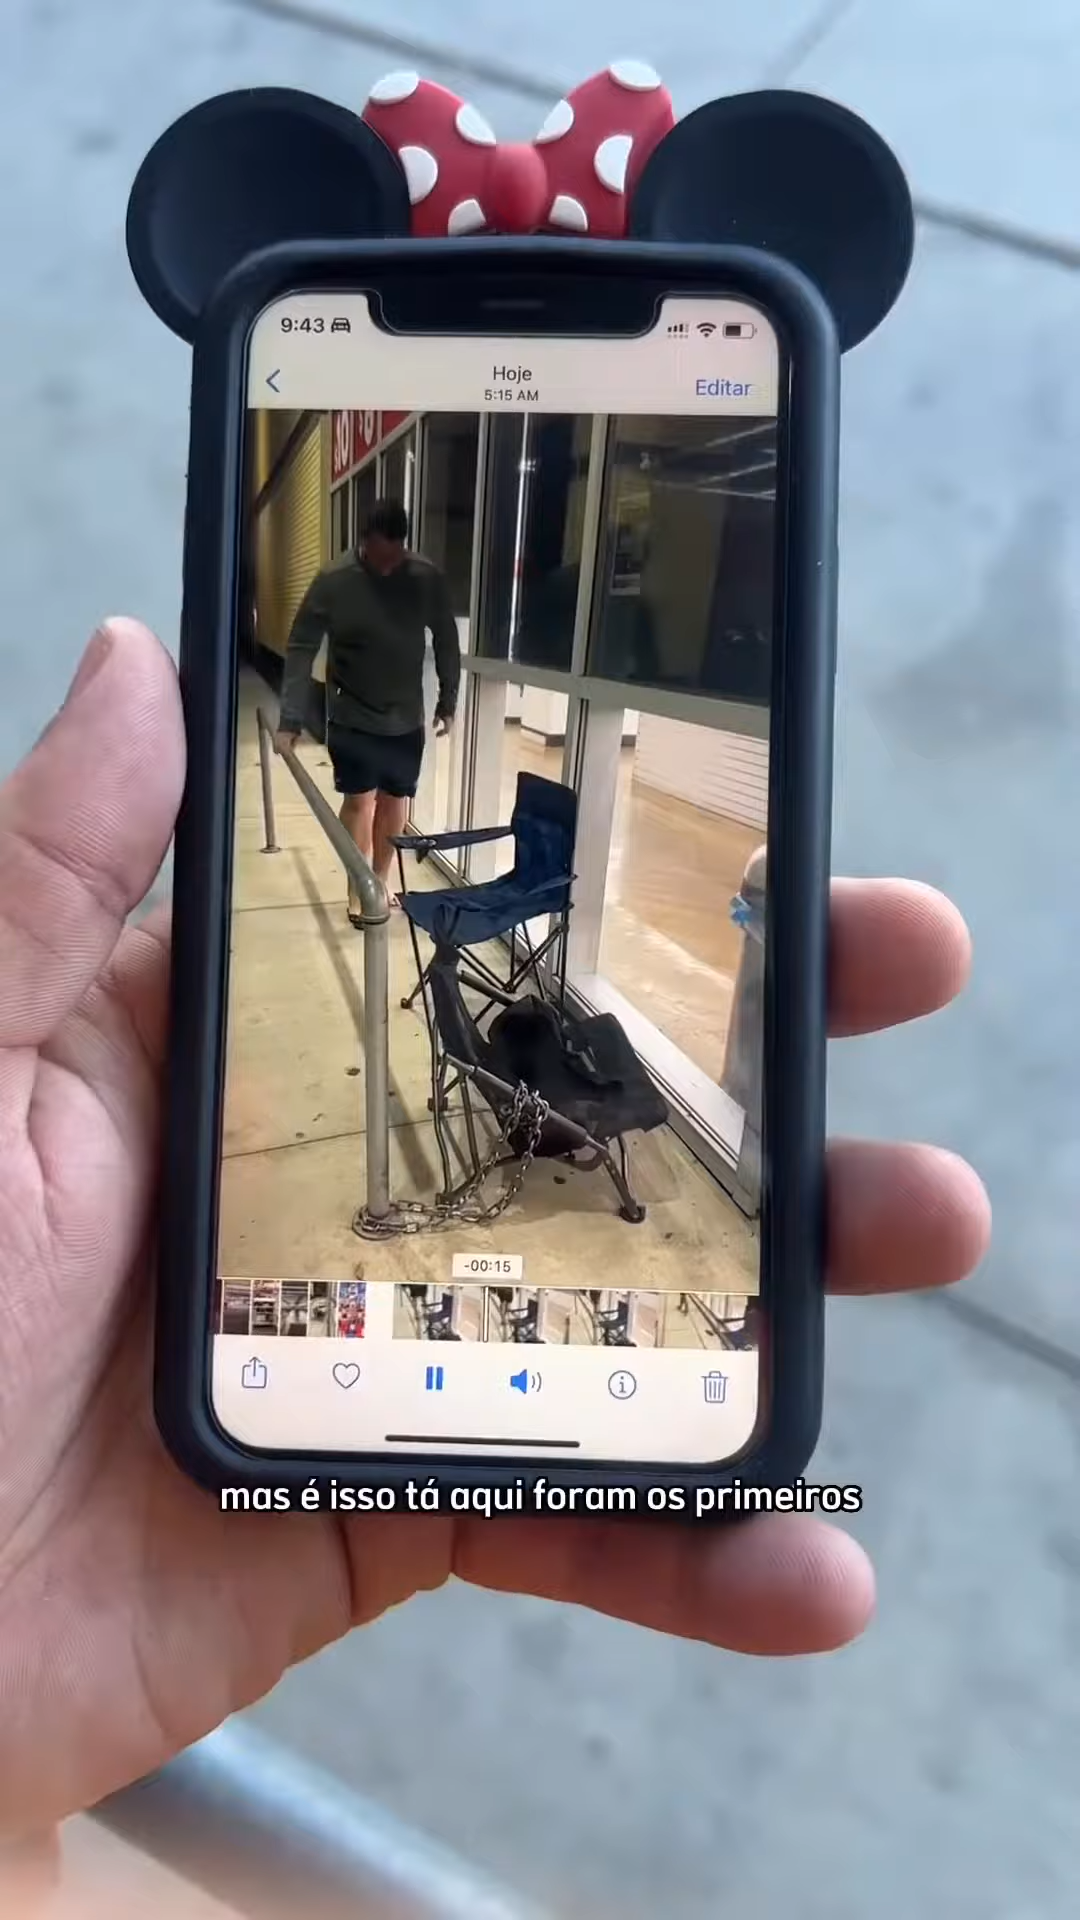 9:43
Hoje
5:15 AM
Editar
-00:15
mas é isso tá aqui foram os primeiros